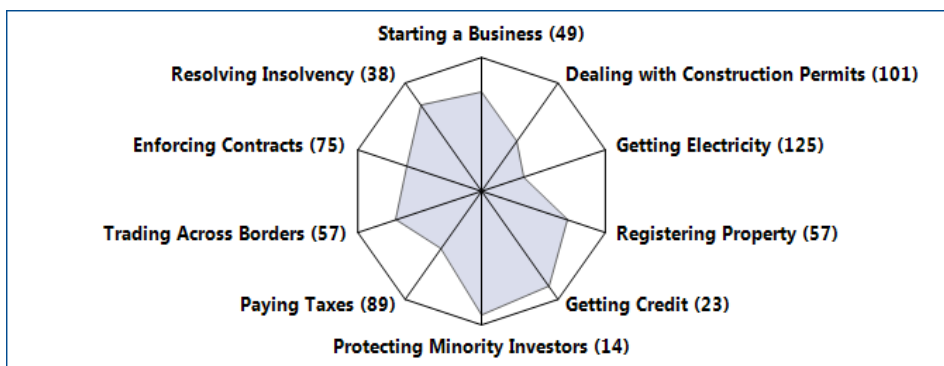 Starting a Business (49)
Resolving Insolvency (38)
Dealing with Construction Permits (101)
Enforcing Contracts (75)
Getting Electricity (125)
Trading Across Borders (57)
Registering Property (57)
Paying Taxes (89)
Getting Credit (23)
Protecting Minority Investors (14)